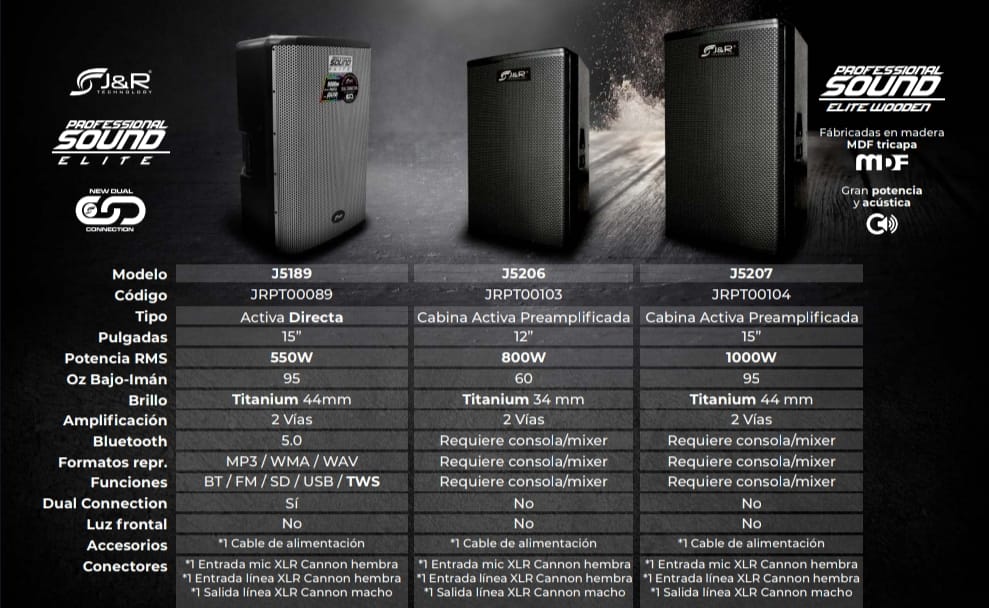 J&R
TECHNOLOGY
PROFESSIONAL
SOUND
ELITE
NEW DUAL
CONNECTION
SOUND
ELITE
J&R
J&R
PROFESSIONAL
SOUND
ELITE WOODEN
Fábricadas en madera
MDF tricapa
MDF
Gran potencia
y acústica
Modelo J5189 J5206 J5207
Código JRPT00089 JRPT00103 JRPT00104
Tipo Activa Directa Cabina Activa Preamplificada Cabina Activa Preamplificada
Pulgadas 15” 12” 15”
Potencia RMS 550W 800W 1000W
Oz Bajo-Imán 95 60 95
Brillo Titanium 44mm Titanium 34 mm Titanium 44 mm
Amplificación 2 Vías 2 Vías 2 Vías
Bluetooth 5.0 Requiere consola/mixer Requiere consola/mixer
Formatos repr. MP3 / WMA / WAV Requiere consola/mixer Requiere consola/mixer
Funciones BT / FM / SD / USB / TWS Requiere consola/mixer Requiere consola/mixer
Dual Connection Sí No No
Luz frontal No No No
Accesorios *1 Cable de alimentación *1 Cable de alimentación *1 Cable de alimentación
Conectores *1 Entrada mic XLR Cannon hembra *1 Entrada mic XLR Cannon hembra *1 Entrada mic XLR Cannon hembra
*1 Entrada línea XLR Cannon hembra *1 Entrada línea XLR Cannon hembra *1 Entrada línea XLR Cannon hembra
*1 Salida línea XLR Cannon macho *1 Salida línea XLR Cannon macho *1 Salida línea XLR Cannon macho